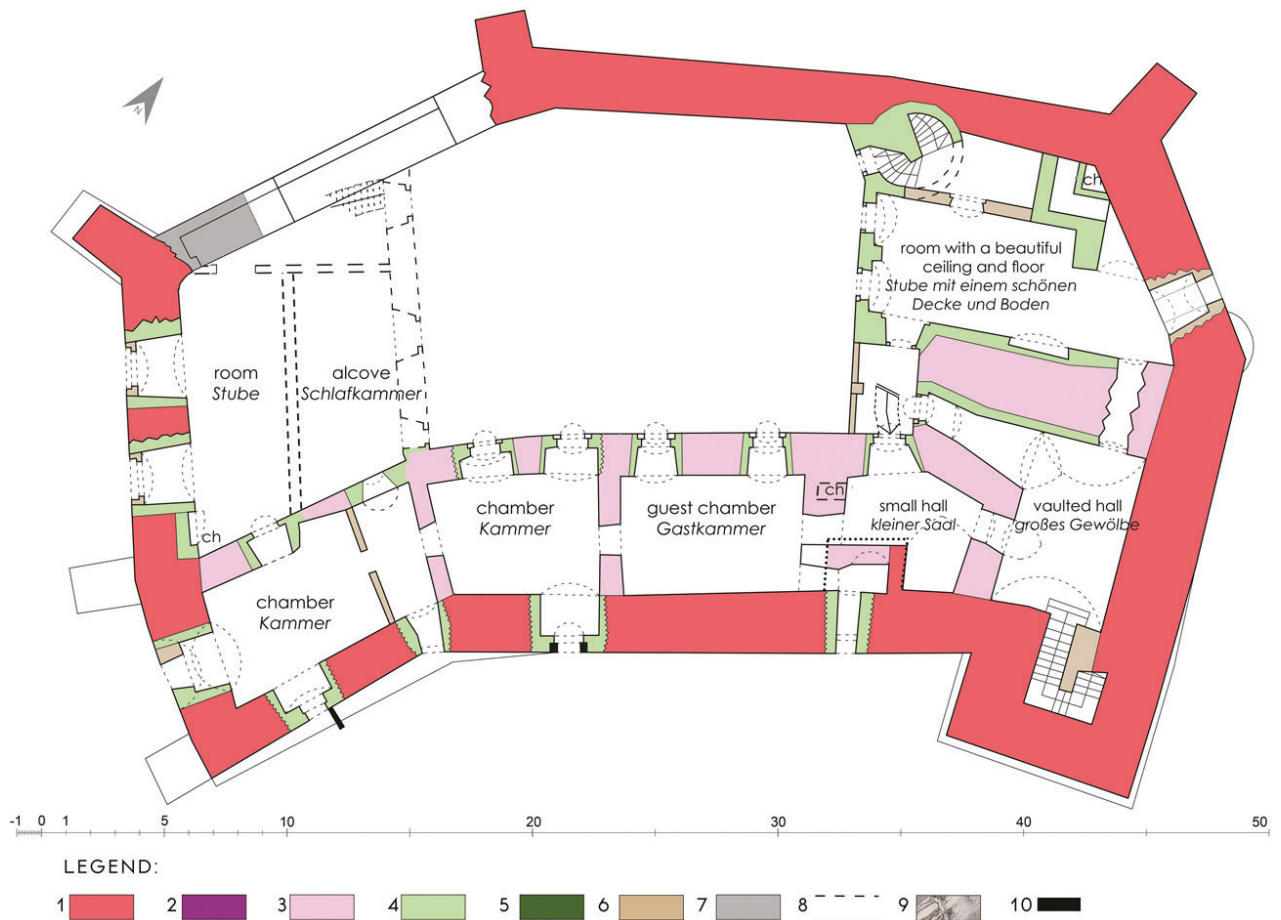 N
ch
room with a beautiful
ceiling and floor
Stube mit einem schönen
Decke und Boden
room
Stube
alcove
Schlafkammer
chamber
Kammer
guest chamber
Gastkammer
ch
small hall
kleiner Saal
vaulted hall
großes Gewölbe
ch
chamber
Kammer
-1 0 1 5 10 20 30 40 50
LEGEND:
1 2 3 4 5 6 7 8 9 10